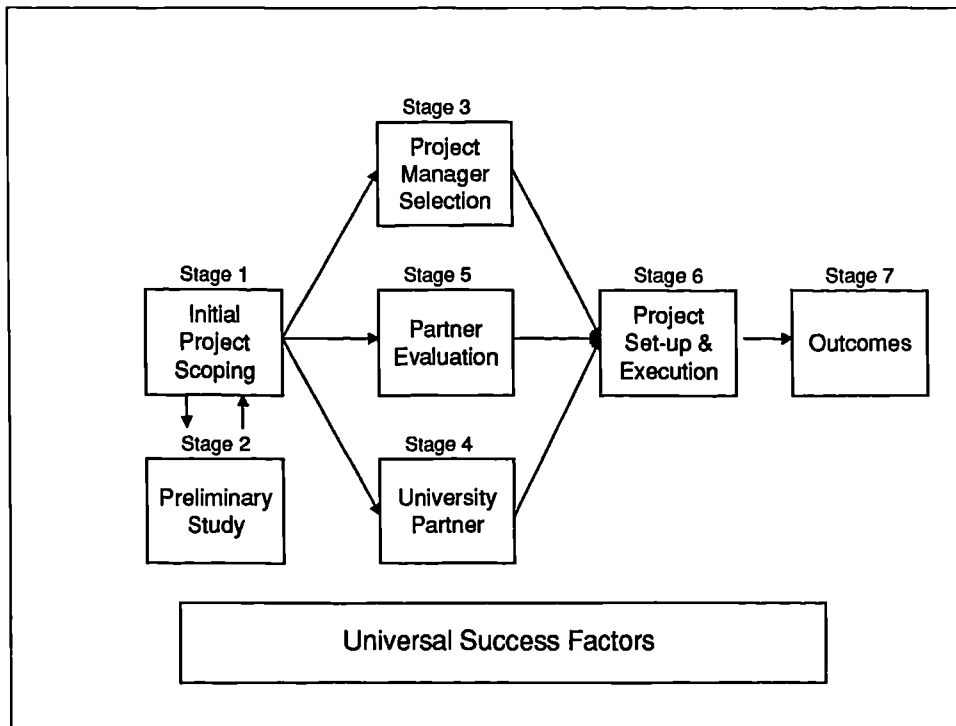 Stage 3
Project
Manager
Selection
Stage 1
Initial
Project
Scoping
Stage 5
Partner
Evaluation
Stage 6
Project
Set-up &
Execution
Stage 7
Outcomes
Stage 2
Preliminary
Study
Stage 4
University
Partner
Universal Success Factors